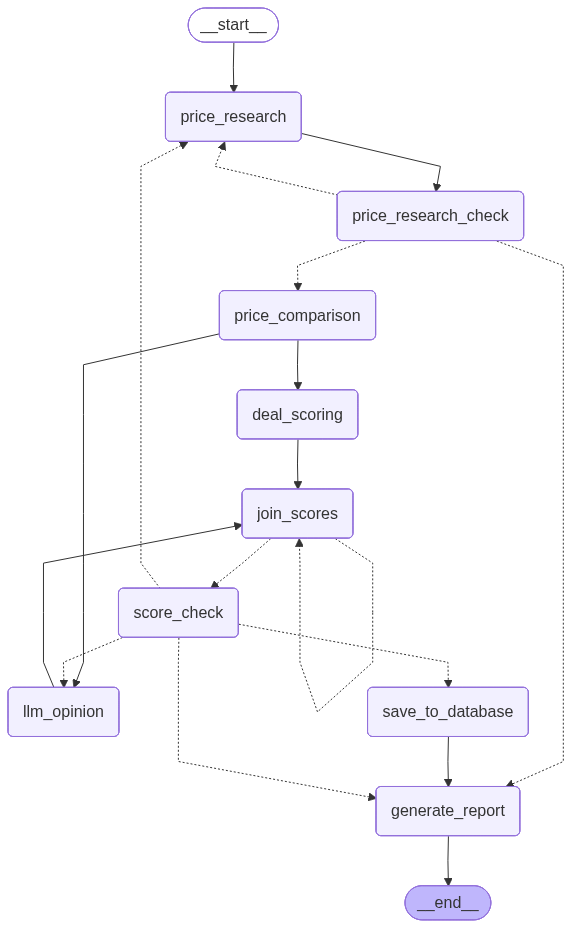 __start__
price_research
price_research_check
price_comparison
deal_scoring
join_scores
score_check
llm_opinion
save_to_database
generate_report
__end__